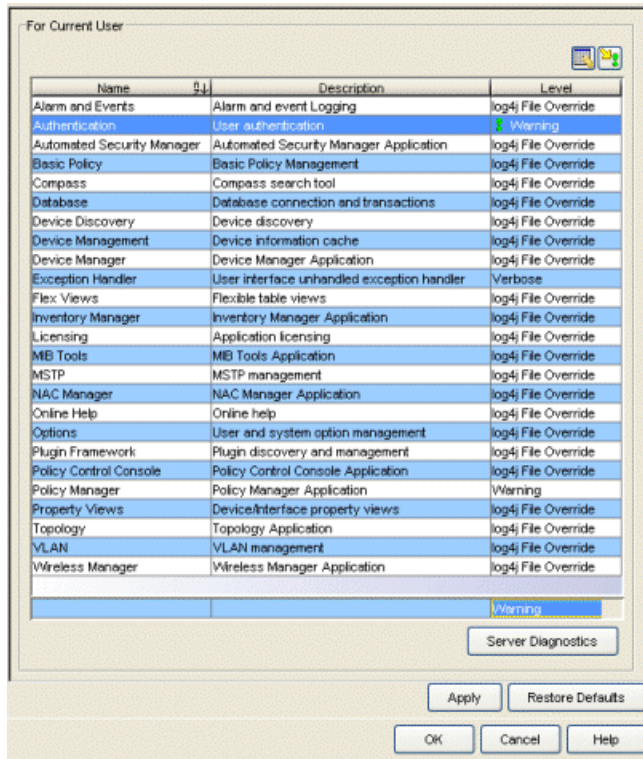 For Current User
Name Description Level
Alarm and Events Alarm and event Logging log4j File Override
Authentication User authentication Warning
Automated Security Manager Automated Security Manager Application log4j File Override
Basic Policy Basic Policy Management log4j File Override
Compass Compass search tool log4j File Override
Database Database connection and transactions log4j File Override
Device Discovery Device discovery log4j File Override
Device Management Device information cache log4j File Override
Device Manager Device Manager Application log4j File Override
Exception Handler User interface unhandled exception handler Verbose
Flex Views Flexible table views log4j File Override
Inventory Manager Inventory Manager Application log4j File Override
Licensing Application licensing log4j File Override
MIB Tools MIB Tools Application log4j File Override
MSTP MSTP management log4j File Override
NAC Manager NAC Manager Application log4j File Override
Online Help Online help log4j File Override
Options User and system option management log4j File Override
Plugin Framework Plugin discovery and management log4j File Override
Policy Control Console Policy Control Console Application log4j File Override
Policy Manager Policy Manager Application Warning
Property Views Device/Interface property views log4j File Override
Topology Topology Application log4j File Override
VLAN VLAN management log4j File Override
Wireless Manager Wireless Manager Application log4j File Override
Warning
Server Diagnostics
Apply Restore Defaults
OK Cancel Help